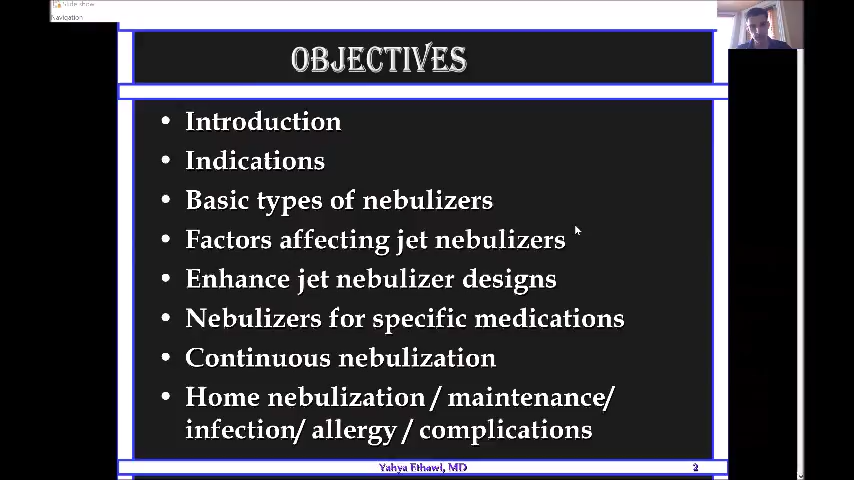 Slide show
Navigation
OBJECTIVES
• Introduction
• Indications
• Basic types of nebulizers
• Factors affecting jet nebulizers
• Enhance jet nebulizer designs
• Nebulizers for specific medications
• Continuous nebulization
• Home nebulization / maintenance/
infection/ allergy / complications
Yahya Ethawi, MD
2